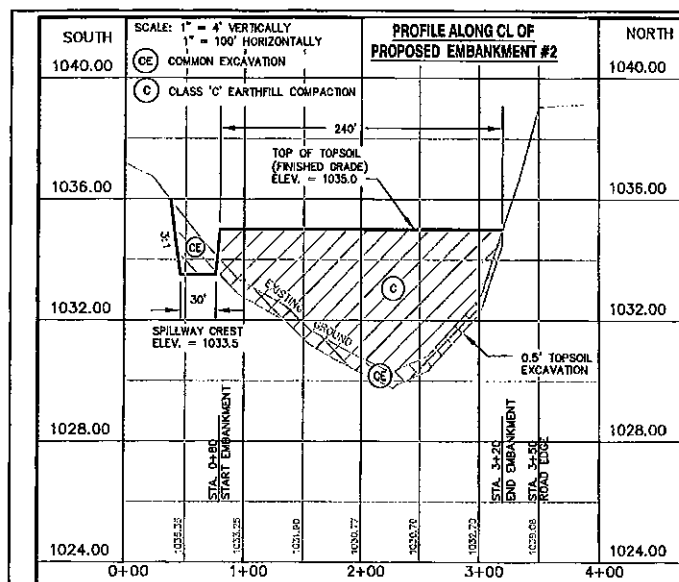 SOUTH
SCALE: 1" = 4' VERTICALLY
1" = 100' HORIZONTALLY
PROFILE ALONG CL OF
PROPOSED EMBANKMENT #2
NORTH
1040.00
CE COMMON EXCAVATION
1040.00
C CLASS 'C' EARTHFILL COMPACTION
240'
TOP OF TOPSOIL
(FINISHED GRADE)
ELEV. = 1035.0
1036.00
1036.00
3:1
CE
C
EXISTING
GROUND
1032.00
30'
1032.00
SPILLWAY CREST
ELEV. = 1033.5
0.5' TOPSOIL
EXCAVATION
CE
1028.00
1028.00
STA. 0+80
START EMBANKMENT
STA. 3+20
END EMBANKMENT
STA. 3+50
ROAD EDGE
1033.25
1031.90
1030.77
1030.70
1032.73
1039.08
1024.00
1024.00
0+00
1+00
2+00
3+00
4+00